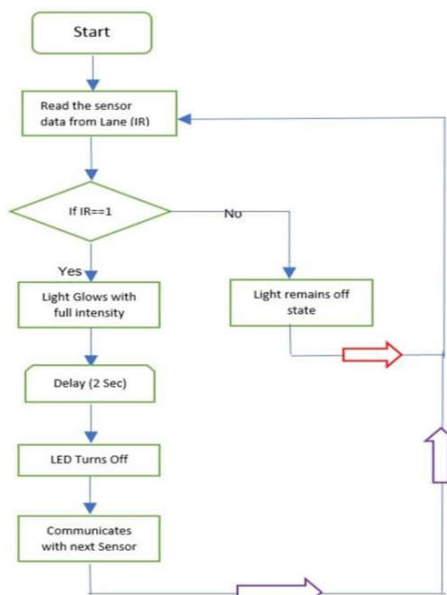 Start
Read the sensor
data from Lane (IR)
If IR==1
No
Yes
Light Glows with
full intensity
Light remains off
state
Delay (2 Sec)
LED Turns Off
Communicates
with next Sensor